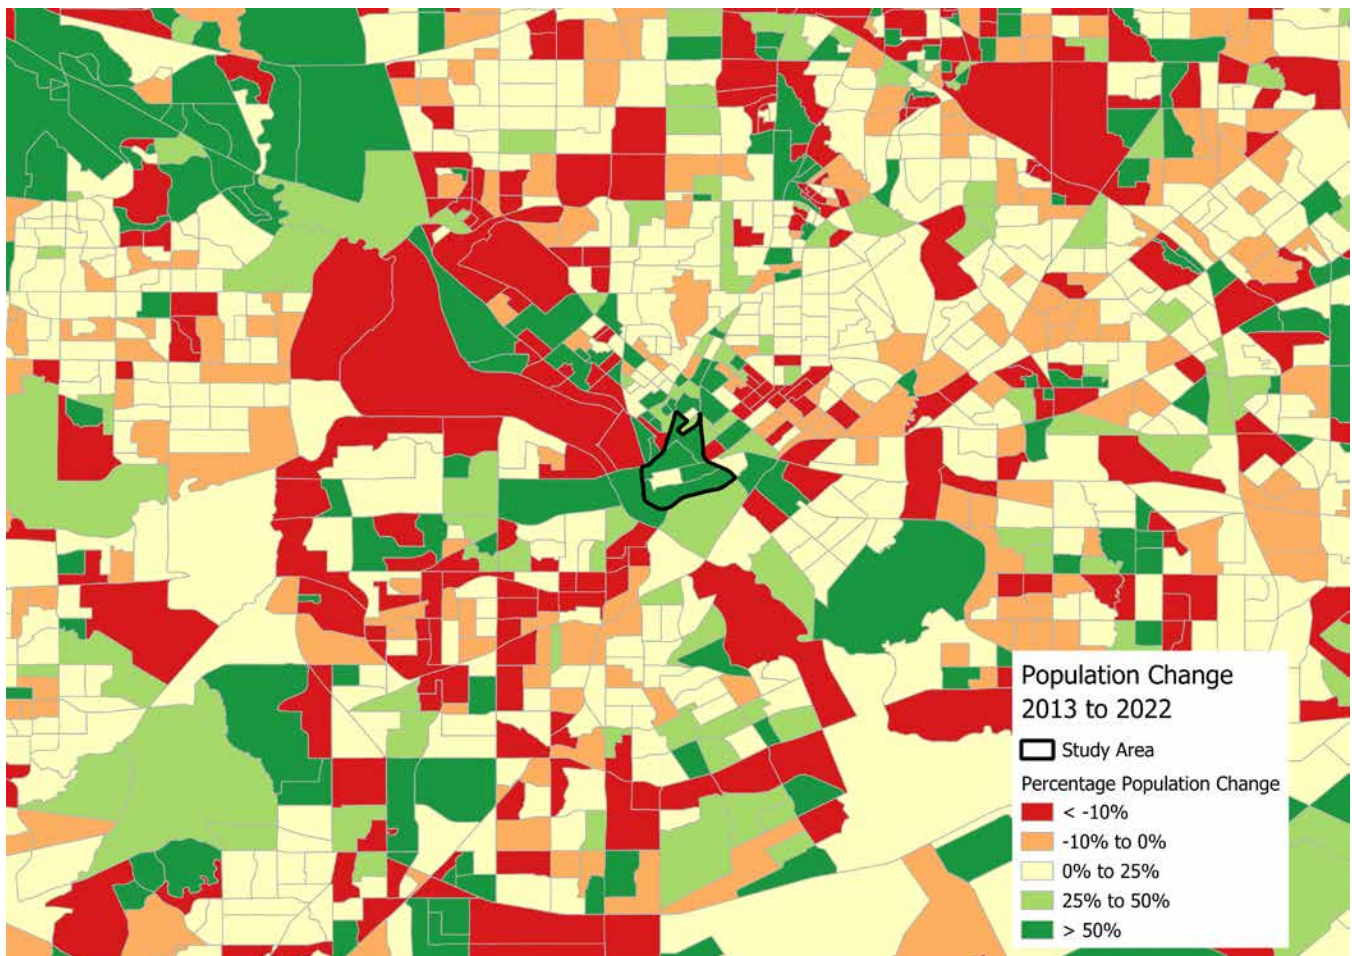 Population Change
2013 to 2022
Study Area
Percentage Population Change
< -10%
-10% to 0%
0% to 25%
25% to 50%
> 50%